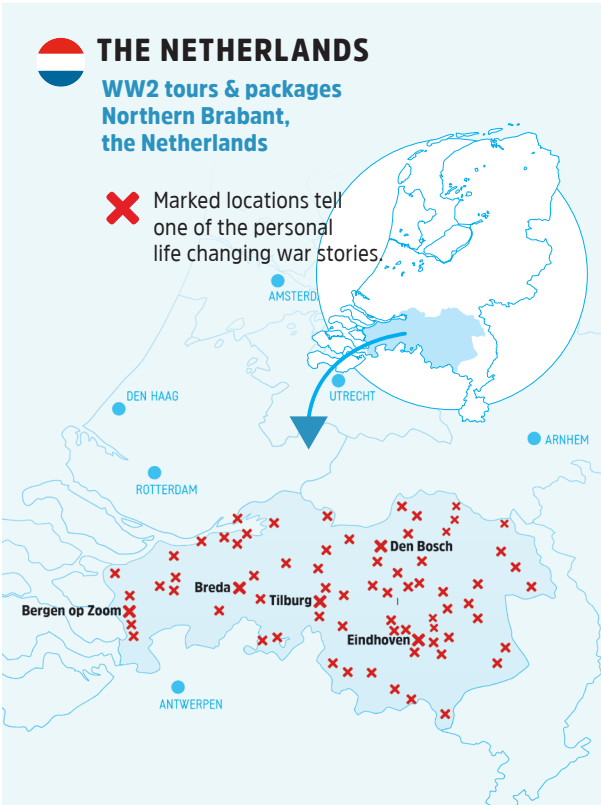 THE NETHERLANDS
WW2 tours & packages
Northern Brabant,
the Netherlands
Marked locations tell
one of the personal
life changing war stories.
AMSTERD
UTRECHT
DEN HAAG
ARNHEM
ROTTERDAM
Den Bosch
Breda
Tilburg
Bergen op Zoom
Eindhoven
ANTWERPEN